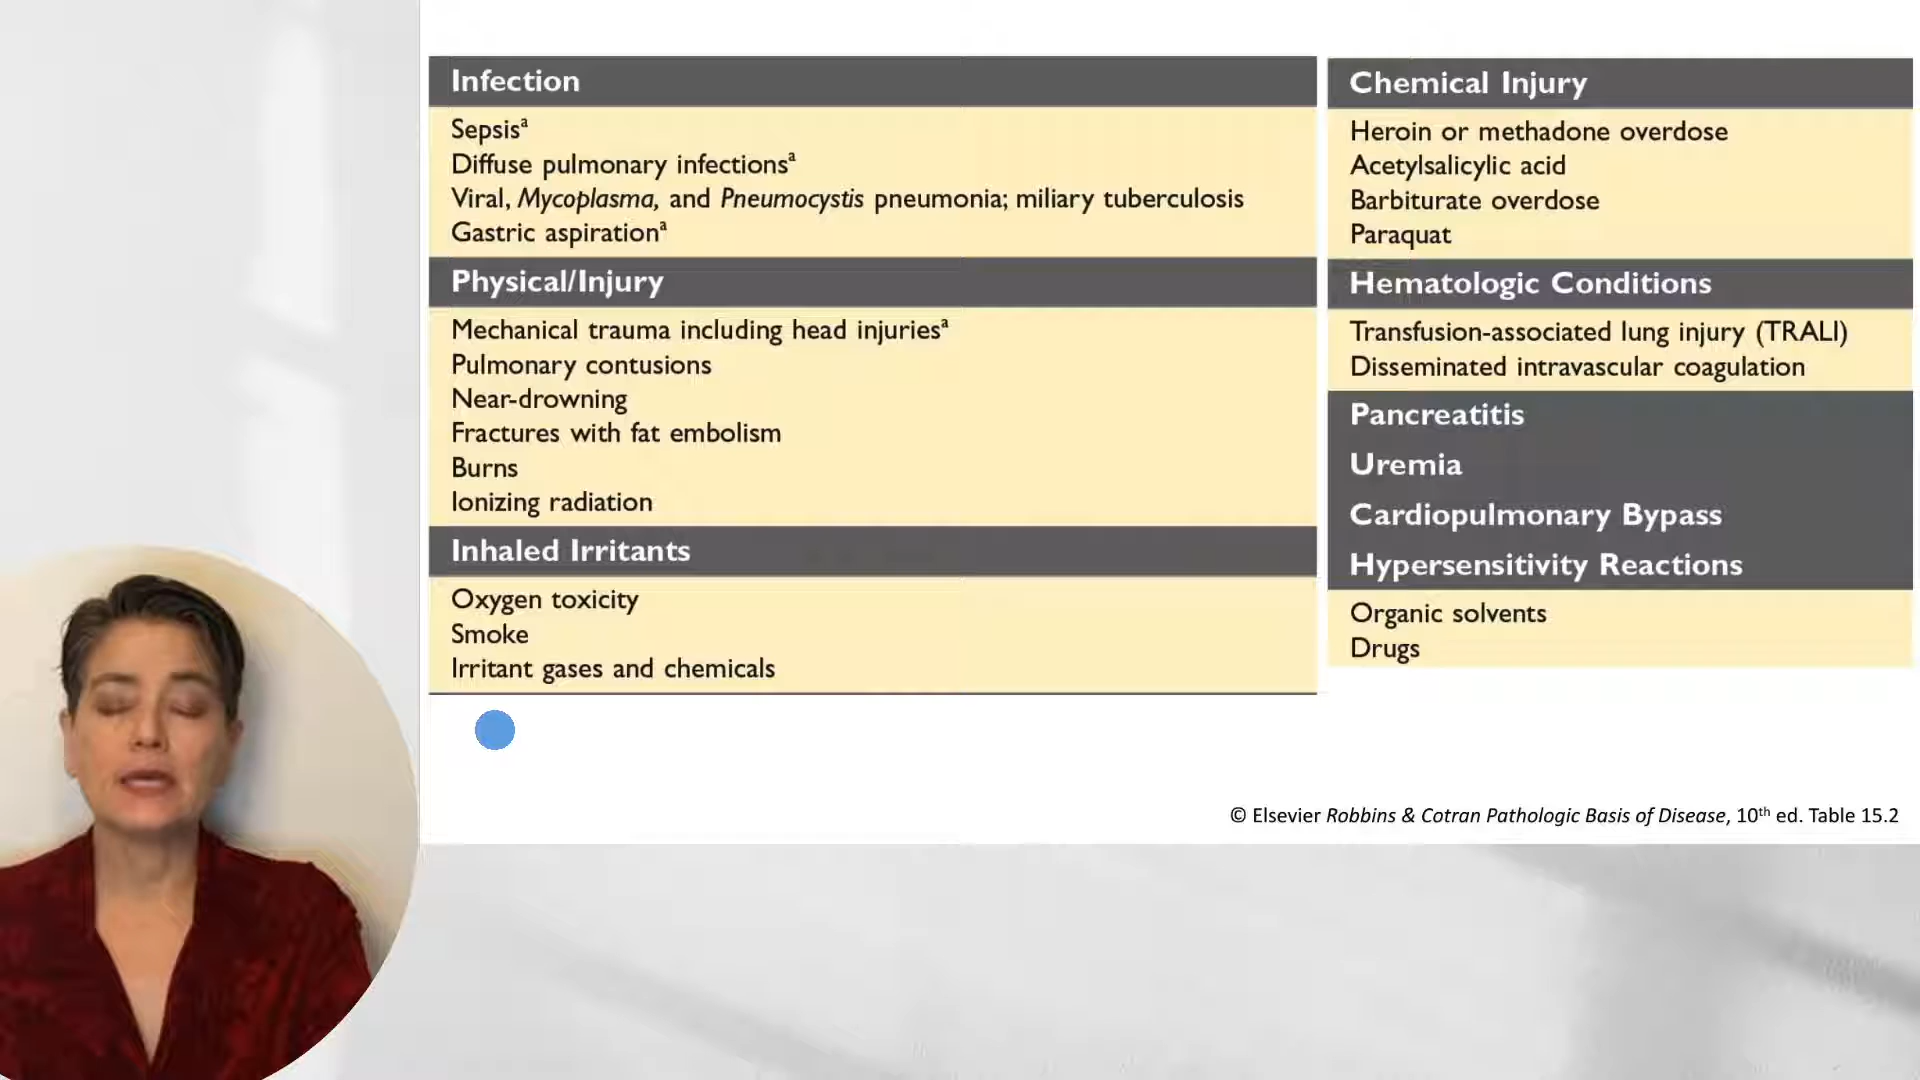 Infection
Sepsisᵃ
Diffuse pulmonary infectionsᵃ
Viral, Mycoplasma, and Pneumocystis pneumonia; miliary tuberculosis
Gastric aspirationᵃ
Physical/Injury
Mechanical trauma including head injuriesᵃ
Pulmonary contusions
Near-drowning
Fractures with fat embolism
Burns
Ionizing radiation
Inhaled Irritants
Oxygen toxicity
Smoke
Irritant gases and chemicals
Chemical Injury
Heroin or methadone overdose
Acetylsalicylic acid
Barbiturate overdose
Paraquat
Hematologic Conditions
Transfusion-associated lung injury (TRALI)
Disseminated intravascular coagulation
Pancreatitis
Uremia
Cardiopulmonary Bypass
Hypersensitivity Reactions
Organic solvents
Drugs
© Elsevier Robbins & Cotran Pathologic Basis of Disease, 10ᵗʰ ed. Table 15.2